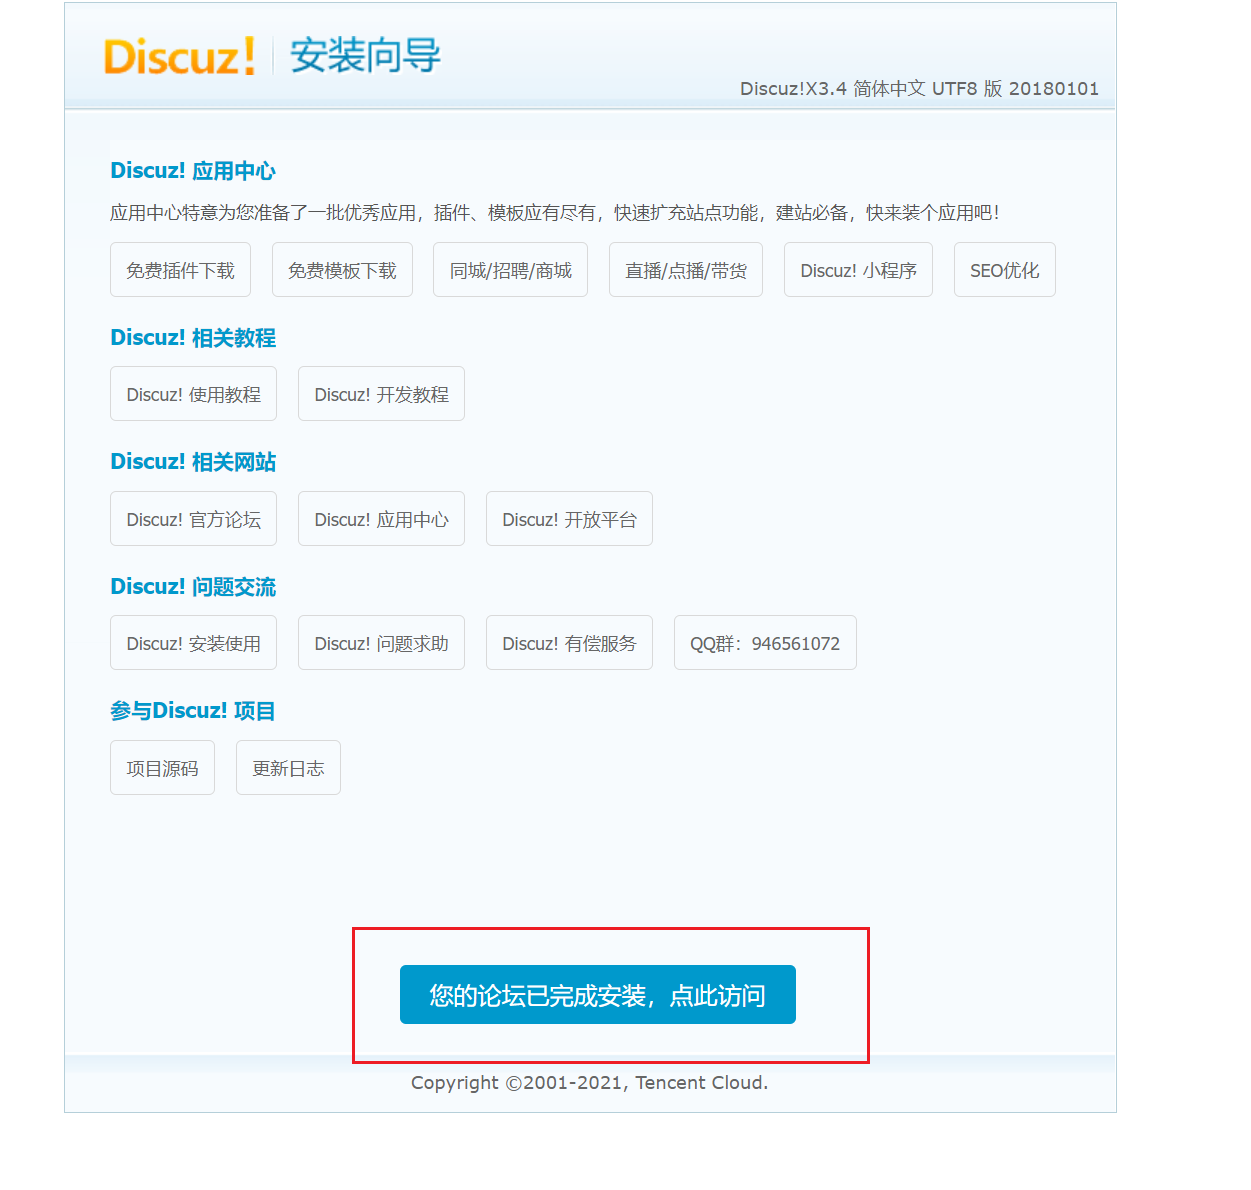 Discuz! 安装向导
Discuz!X3.4 简体中文 UTF8 版 20180101
Discuz! 应用中心
应用中心特意为您准备了一批优秀应用，插件、模板应有尽有，快速扩充站点功能，建站必备，快来装个应用吧！
免费插件下载 免费模板下载 同城/招聘/商城 直播/点播/带货 Discuz! 小程序 SEO优化
Discuz! 相关教程
Discuz! 使用教程 Discuz! 开发教程
Discuz! 相关网站
Discuz! 官方论坛 Discuz! 应用中心 Discuz! 开放平台
Discuz! 问题交流
Discuz! 安装使用 Discuz! 问题求助 Discuz! 有偿服务 QQ群：946561072
参与Discuz! 项目
项目源码 更新日志
您的论坛已完成安装，点此访问
Copyright ©2001-2021, Tencent Cloud.